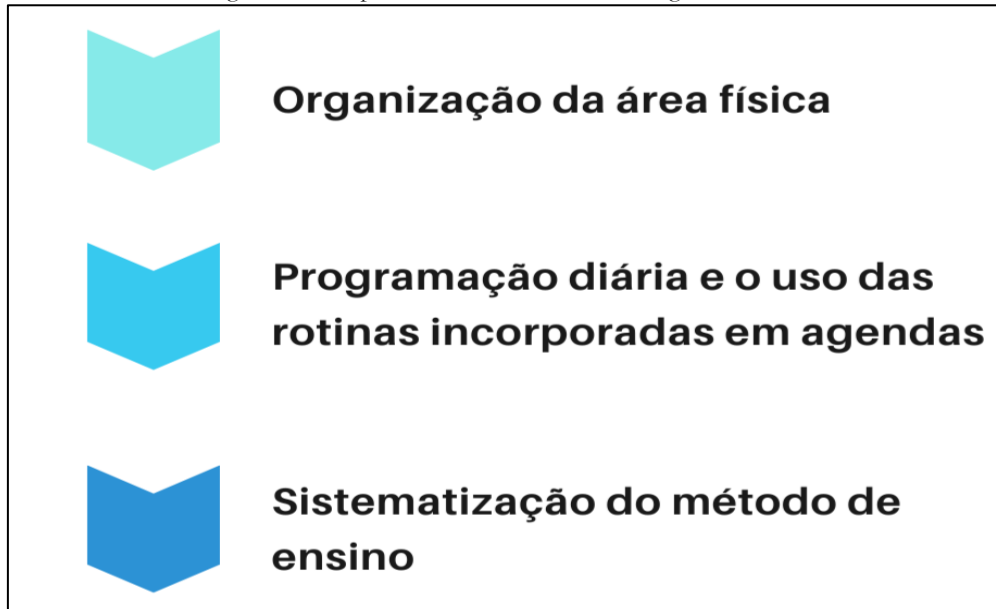 Organização da área física
Programação diária e o uso das
rotinas incorporadas em agendas
Sistematização do método de
ensino